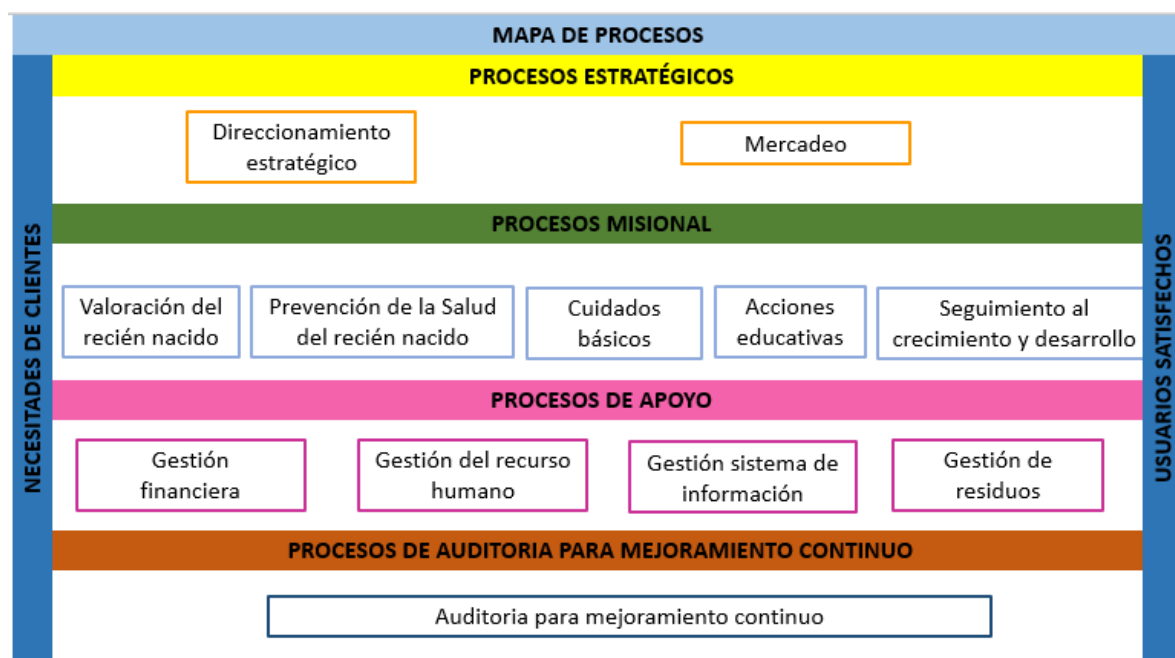 MAPA DE PROCESOS
PROCESOS ESTRATÉGICOS
Direccionamiento
estratégico
Mercadeo
NECESITADES DE CLIENTES
USUARIOS SATISFECHOS
PROCESOS MISIONAL
Valoración del
recién nacido
Prevención de la Salud
del recién nacido
Cuidados
básicos
Acciones
educativas
Seguimiento al
crecimiento y desarrollo
PROCESOS DE APOYO
Gestión
financiera
Gestión del recurso
humano
Gestión sistema de
información
Gestión de
residuos
PROCESOS DE AUDITORIA PARA MEJORAMIENTO CONTINUO
Auditoria para mejoramiento continuo